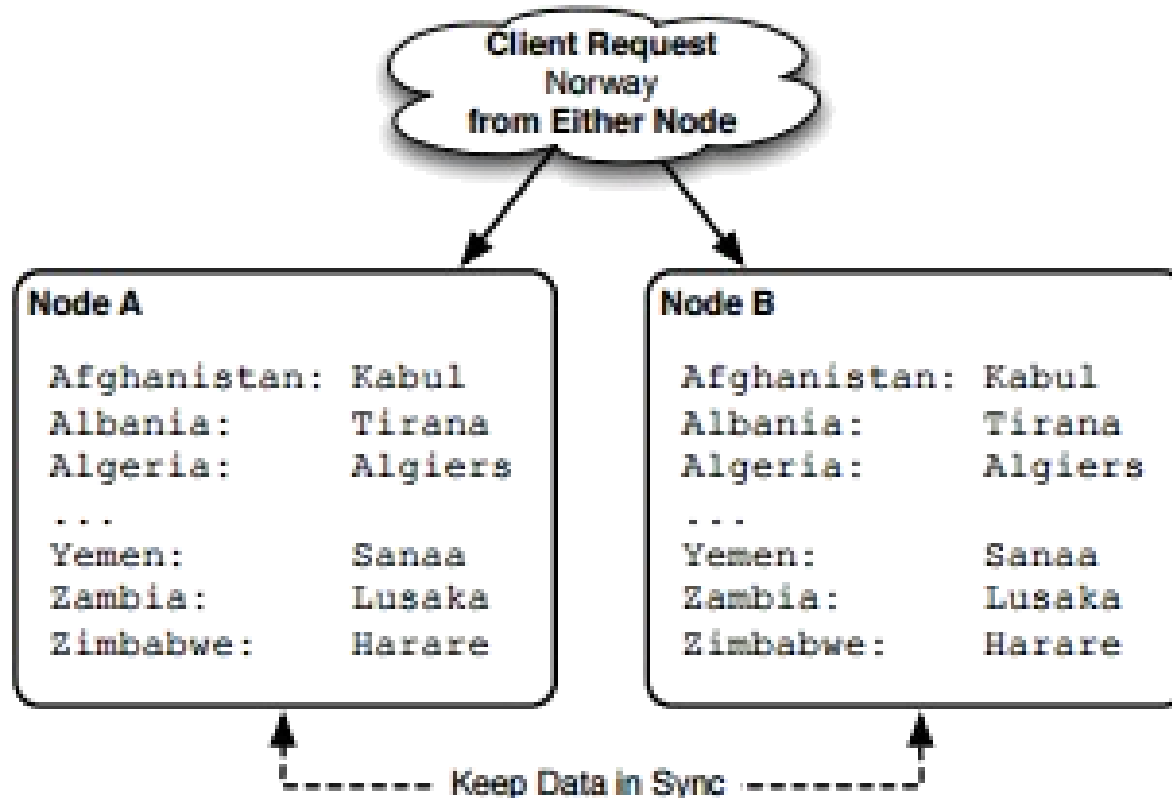 Client Request
Norway
from Either Node
Node A
Afghanistan: Kabul
Albania: Tirana
Algeria: Algiers
...
Yemen: Sanaa
Zambia: Lusaka
Zimbabwe: Harare
Node B
Afghanistan: Kabul
Albania: Tirana
Algeria: Algiers
...
Yemen: Sanaa
Zambia: Lusaka
Zimbabwe: Harare
Keep Data in Sync